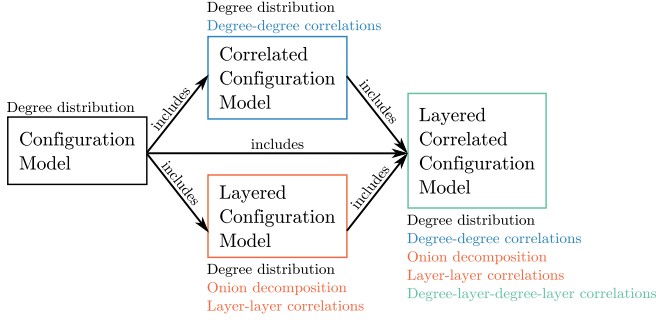 Degree distribution
Degree-degree correlations
Correlated
Configuration
Model
includes
includes
Degree distribution
Configuration
Model
includes
Layered
Correlated
Configuration
Model
includes
includes
Layered
Configuration
Model
Degree distribution
Onion decomposition
Layer-layer correlations
Degree distribution
Degree-degree correlations
Onion decomposition
Layer-layer correlations
Degree-layer-degree-layer correlations